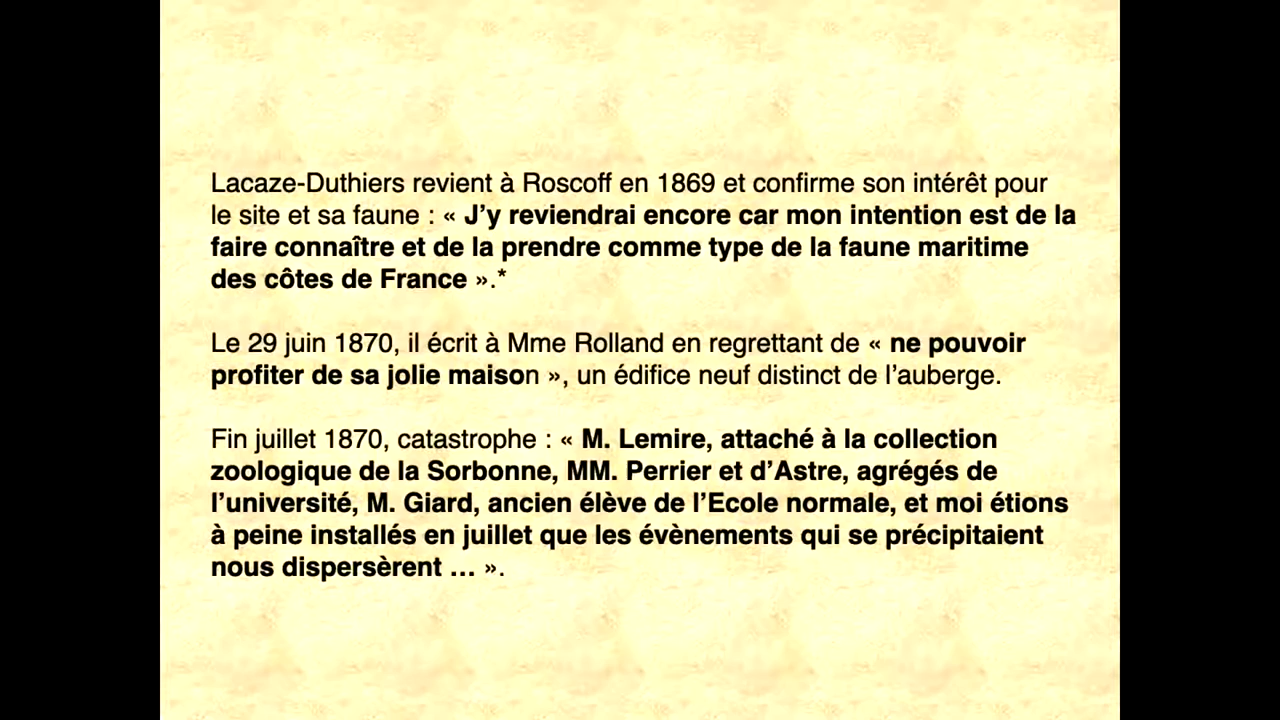 Lacaze-Duthiers revient à Roscoff en 1869 et confirme son intérêt pour
le site et sa faune : « J’y reviendrai encore car mon intention est de la
faire connaître et de la prendre comme type de la faune maritime
des côtes de France ».*
Le 29 juin 1870, il écrit à Mme Rolland en regrettant de « ne pouvoir
profiter de sa jolie maison », un édifice neuf distinct de l’auberge.
Fin juillet 1870, catastrophe : « M. Lemire, attaché à la collection
zoologique de la Sorbonne, MM. Perrier et d’Astre, agrégés de
l’université, M. Giard, ancien élève de l’Ecole normale, et moi étions
à peine installés en juillet que les évènements qui se précipitaient
nous dispersèrent … ».